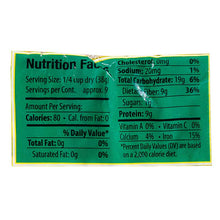 Nutrition Fac
Serving Size: 1/4 cup dry (38g)
Servings per Cont. approx. 9
Amount Per Serving:
Calories: 80 • Cal. from Fat: 0
% Daily Value*
Total Fat: 0g 0%
Saturated Fat: 0g 0%
Cholesterol: 0mg 0%
Sodium: 20mg 1%
Total Carbohydrate: 19g 6%
Dietary Fiber: 9g 36%
Sugars:
Protein: 9g
Vitamin A 0% • Vitamin C 0%
Calcium 4% • Iron 15%
*Percent Daily Values (DV) are based on
a 2,000 calorie diet.